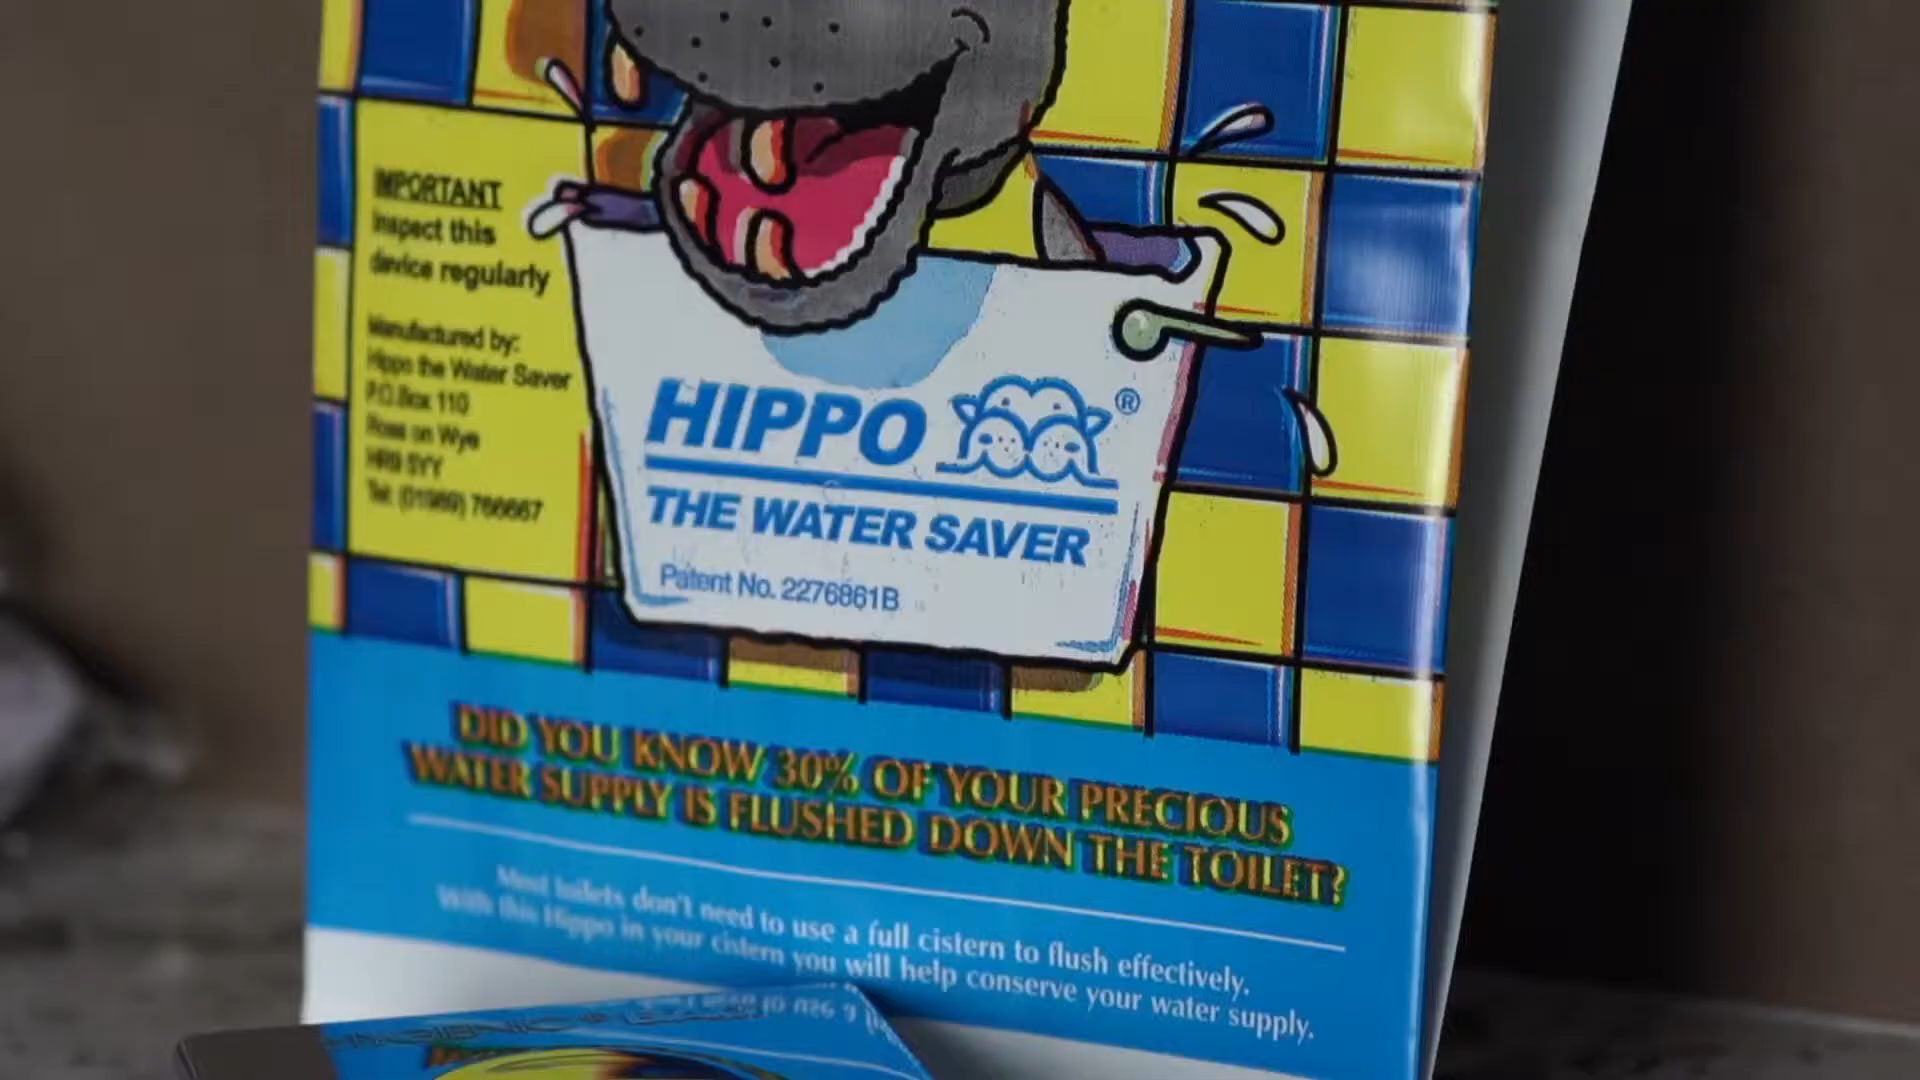 IMPORTANT
Inspect this
device regularly
Manufactured by:
Hippo the Water Saver
P.O.Box 110
Ross on Wye
HR9 5YY
Tel: (01989) 766667
HIPPO ®
THE WATER SAVER
Patent No. 2276861B
DID YOU KNOW 30% OF YOUR PRECIOUS
WATER SUPPLY IS FLUSHED DOWN THE TOILET?
Most toilets don't need to use a full cistern to flush effectively.
With this Hippo in your cistern you will help conserve your water supply.